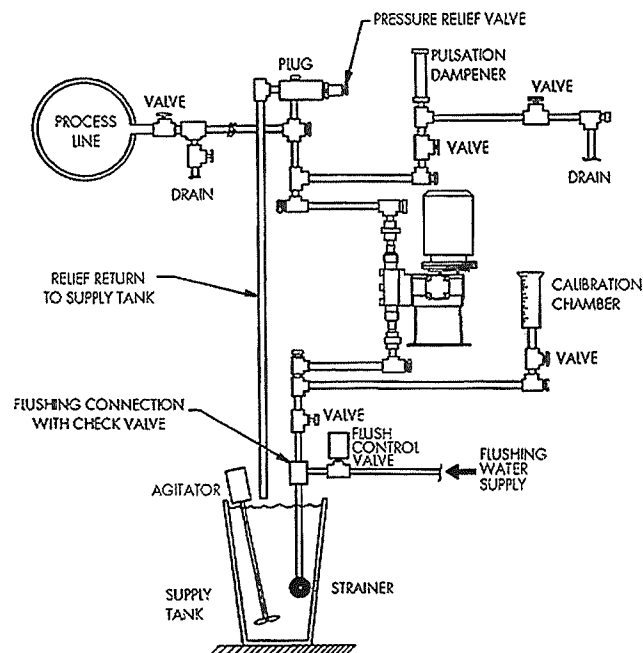 PRESSURE RELIEF VALVE
PLUG
PULSATION
DAMPENER
VALVE
VALVE
PROCESS
LINE
VALVE
DRAIN
DRAIN
RELIEF RETURN
TO SUPPLY TANK
CALIBRATION
CHAMBER
VALVE
FLUSHING CONNECTION
WITH CHECK VALVE
VALVE
FLUSH
CONTROL
VALVE
FLUSHING
WATER
SUPPLY
AGITATOR
SUPPLY
TANK
STRAINER